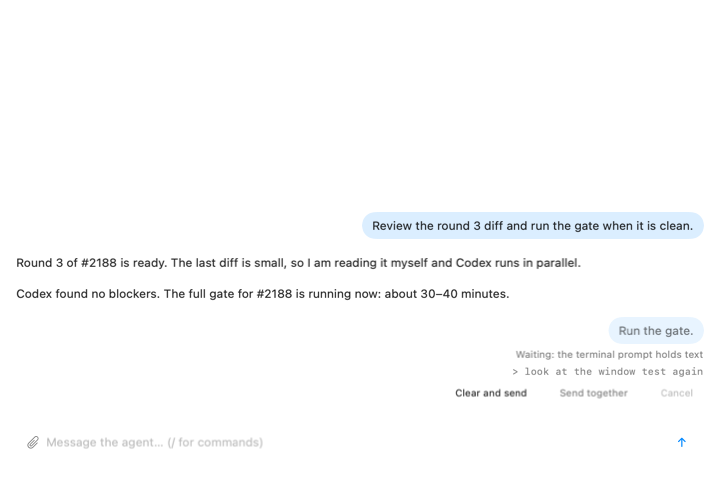 Review the round 3 diff and run the gate when it is clean.
Round 3 of #2188 is ready. The last diff is small, so I am reading it myself and Codex runs in parallel.
Codex found no blockers. The full gate for #2188 is running now: about 30–40 minutes.
Run the gate.
Waiting: the terminal prompt holds text
> look at the window test again
Clear and send Send together Cancel
Message the agent... (/ for commands)